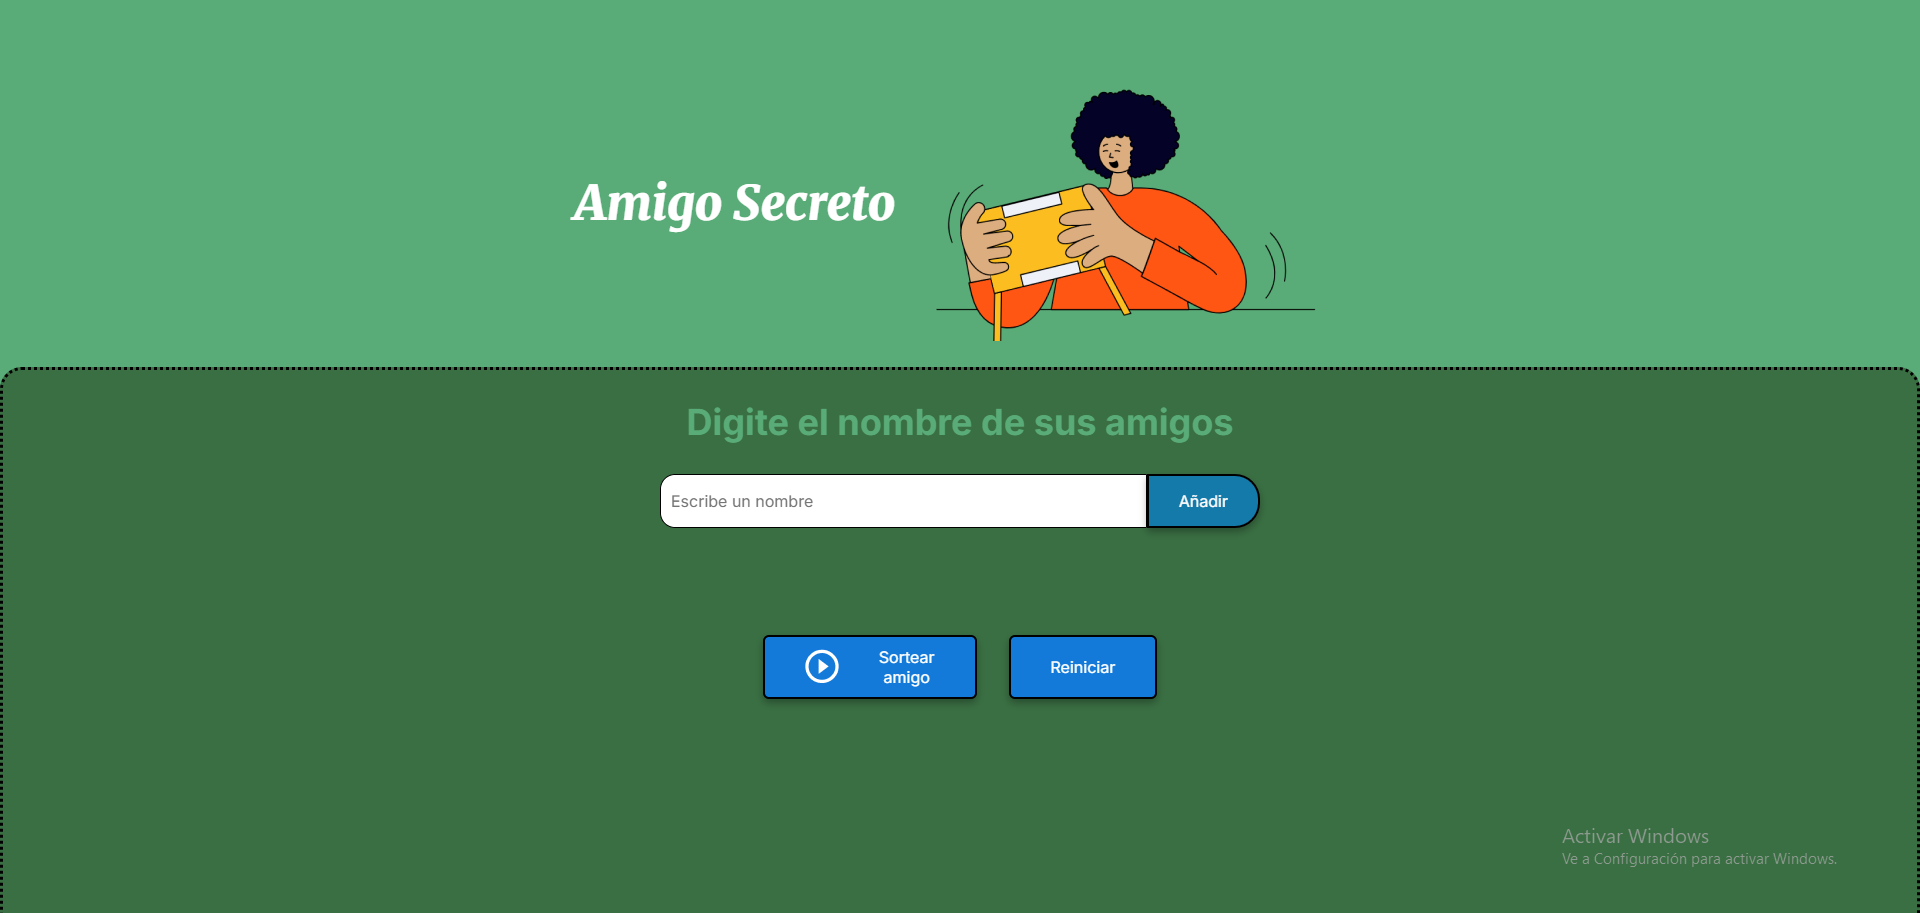 Amigo Secreto
Digite el nombre de sus amigos
Escribe un nombre
Añadir
Sortear
amigo
Reiniciar
Activar Windows
Ve a Configuración para activar Windows.